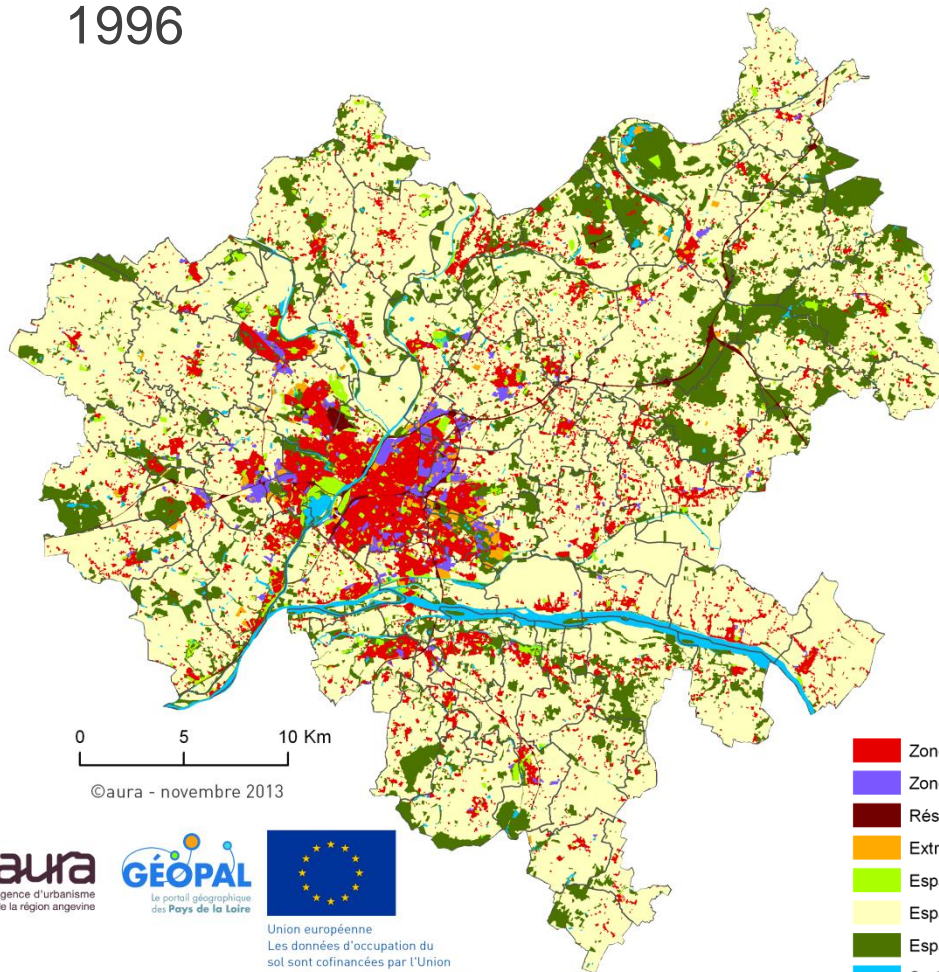 1996
0 5 10 Km
©aura - novembre 2013
aura
gence d'urbanisme
de la région angevine
GÉOPAL
Le portail géographique
des Pays de la Loire
Union européenne
Les données d'occupation du
sol sont cofinancées par l'Union
Zon
Zon
Rés
Extr
Esp
Esp
Esp